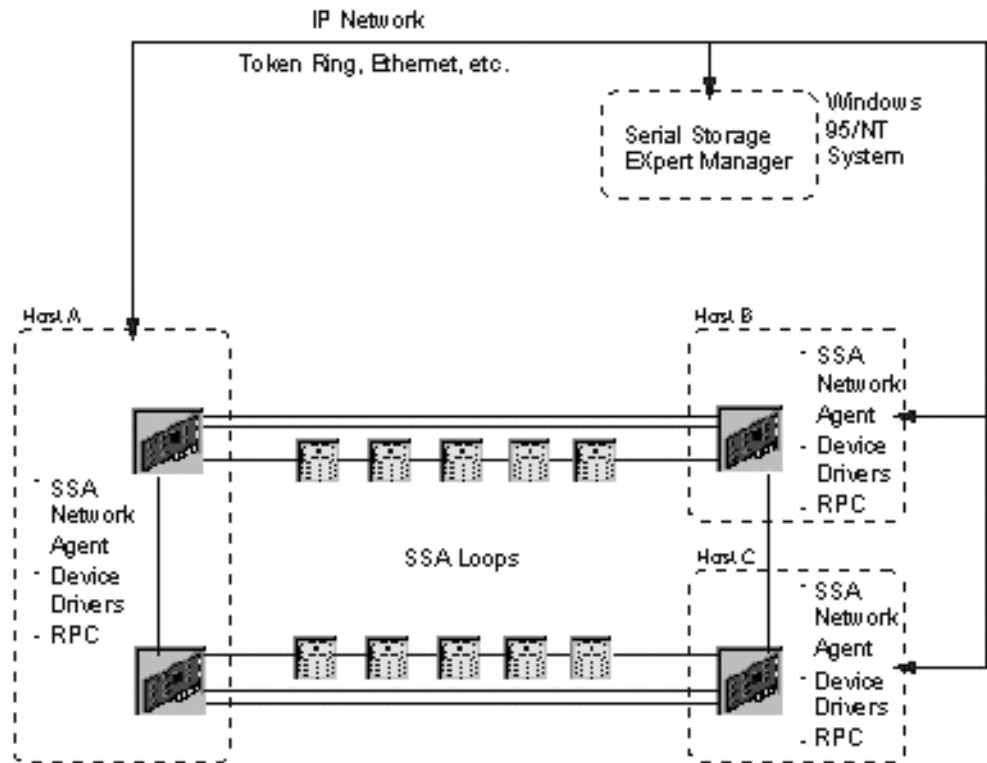 IP Network
Token Ring, Ethernet, etc.
Serial Storage
EXpert Manager
Windows
95/NT
System
Host A
- SSA
Network
Agent
- Device
Drivers
- RPC
Host B
- SSA
Network
Agent
- Device
Drivers
- RPC
SSA Loops
Host C
- SSA
Network
Agent
- Device
Drivers
- RPC